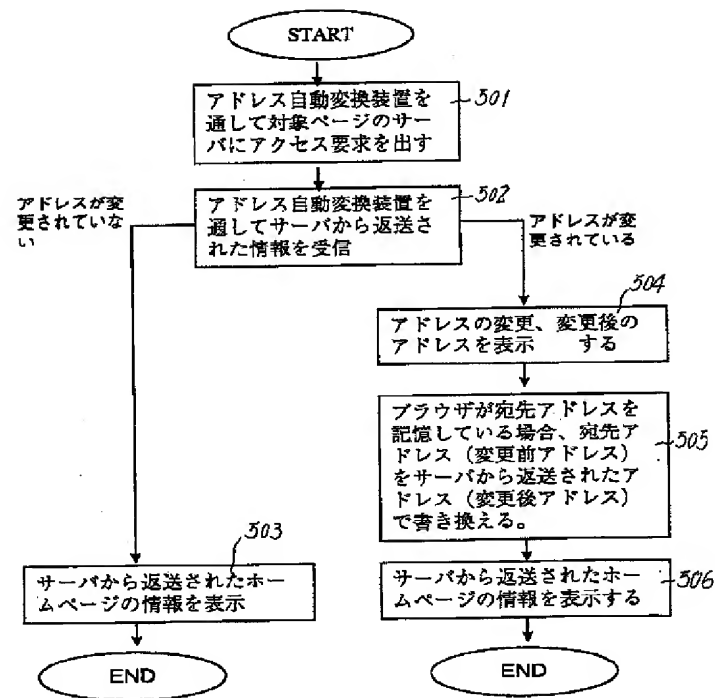 START
アドレス自動変換装置を
通して対象ページのサー
バにアクセス要求を出す
501
アドレス自動変換装置を
通してサーバから返送さ
れた情報を受信
502
アドレスが変
更されていな
い
アドレスが変
更されている
504
アドレスの変更、変更後の
アドレスを表示 する
ブラウザが宛先アドレスを
記憶している場合、宛先ア
ドレス（変更前アドレス）
をサーバから返送されたア
ドレス（変更後アドレス）
で書き換える。
505
503
サーバから返送されたホー
ムページの情報を表示
サーバから返送されたホー
ムページの情報を表示する
506
END
END